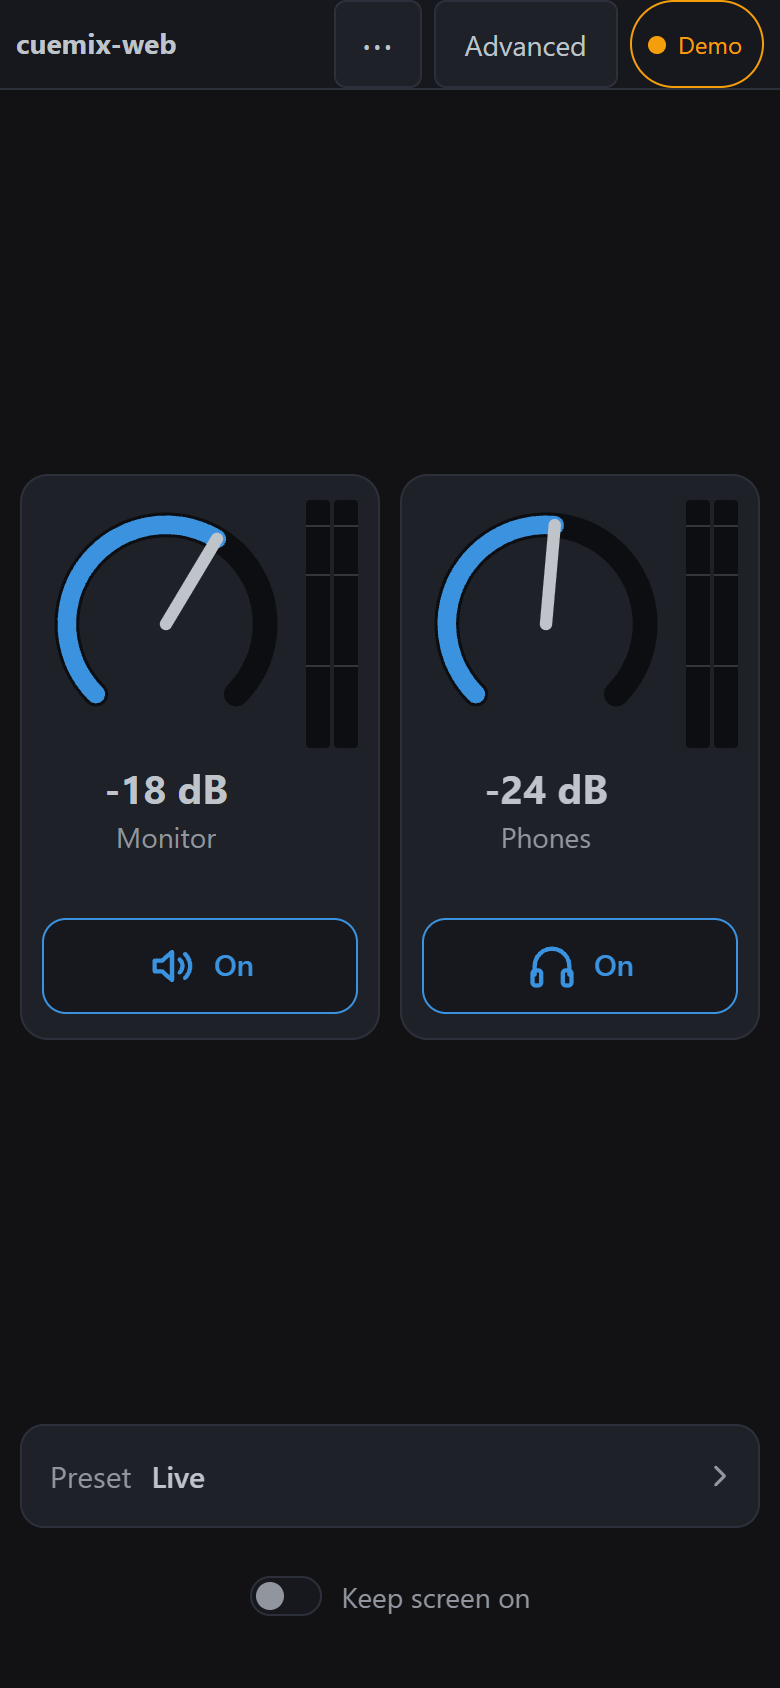 cuemix-web
...
Advanced
Demo
-18 dB
Monitor
On
-24 dB
Phones
On
Preset Live
Keep screen on